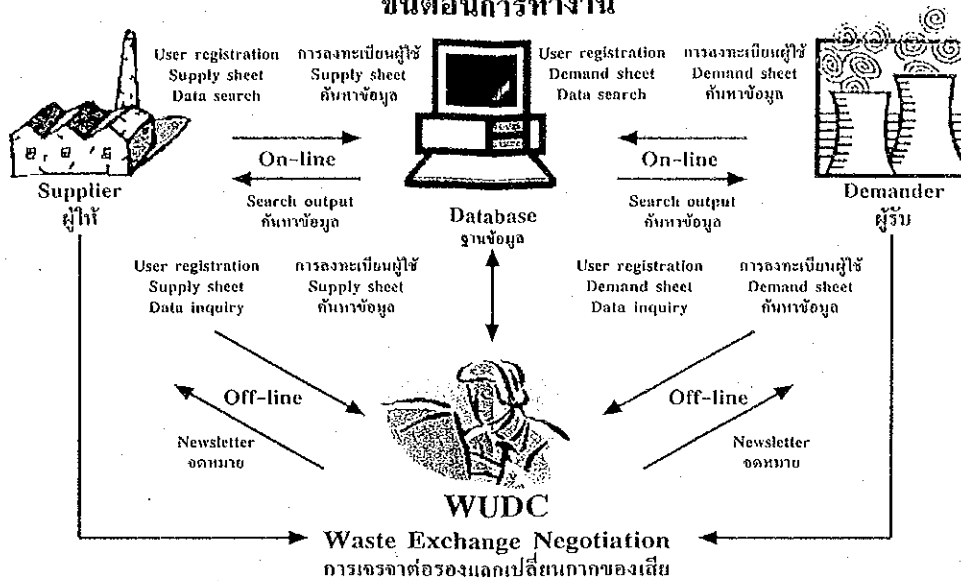 ขั้นตอนการทำงาน
User registration
Supply sheet
Data search
การลงทะเบียนผู้ใช้
Supply sheet
ค้นหาข้อมูล
User registration
Demand sheet
Data search
การลงทะเบียนผู้ใช้
Demand sheet
ค้นหาข้อมูล
On-line
On-line
Supplier
ผู้ให้
Search output
ค้นหาข้อมูล
Database
ฐานข้อมูล
Search output
ค้นหาข้อมูล
Demander
ผู้รับ
User registration
Supply sheet
Data inquiry
การลงทะเบียนผู้ใช้
Supply sheet
ค้นหาข้อมูล
User registration
Demand sheet
Data inquiry
การลงทะเบียนผู้ใช้
Demand sheet
ค้นหาข้อมูล
Off-line
Off-line
Newsletter
จดหมาย
Newsletter
จดหมาย
WUDC
Waste Exchange Negotiation
การเจรจาต่อรองแลกเปลี่ยนกากของเสีย